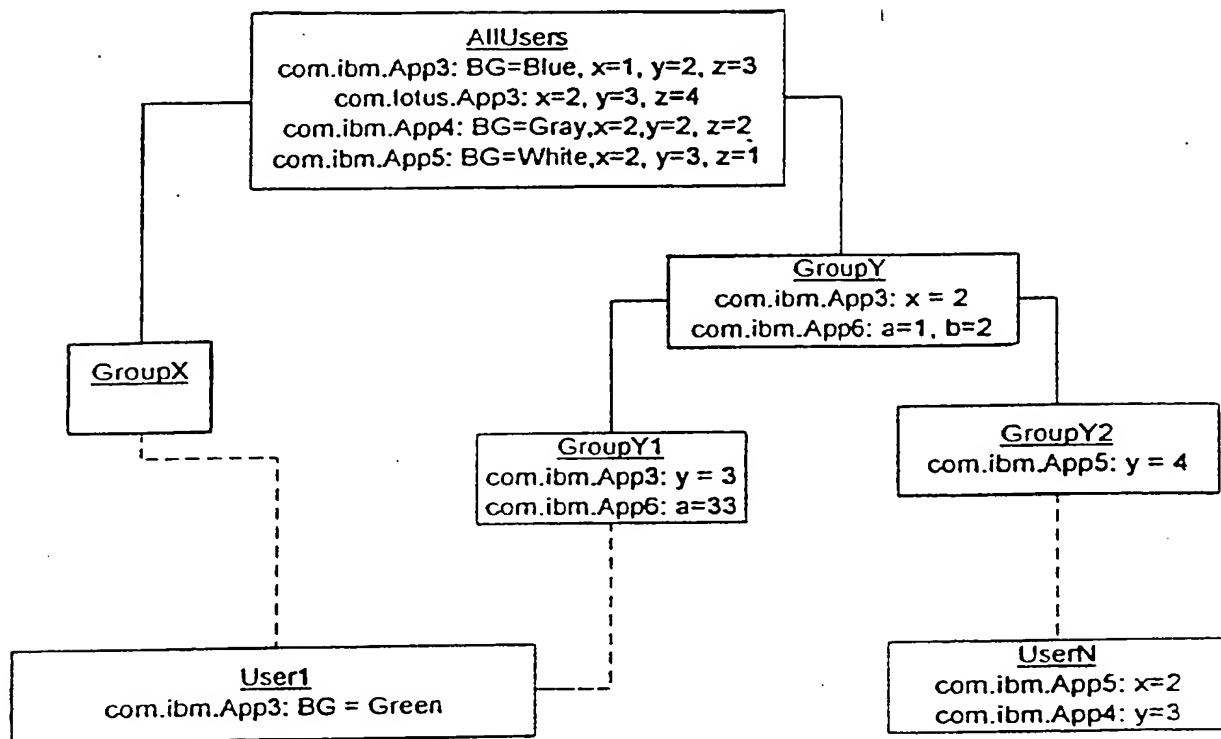 AllUsers
com.ibm.App3: BG=Blue, x=1, y=2, z=3
com.lotus.App3: x=2, y=3, z=4
com.ibm.App4: BG=Gray,x=2,y=2, z=2
com.ibm.App5: BG=White,x=2, y=3, z=1
GroupY
com.ibm.App3: x = 2
com.ibm.App6: a=1, b=2
GroupX
GroupY1
com.ibm.App3: y = 3
com.ibm.App6: a=33
GroupY2
com.ibm.App5: y = 4
User1
com.ibm.App3: BG = Green
UserN
com.ibm.App5: x=2
com.ibm.App4: y=3